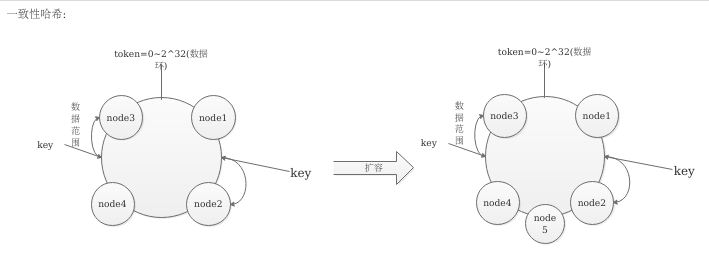 一致性哈希:
token=0~2^32(数据
环)
数
据
范
围
node3
node1
key
key
node4
node2
扩容
token=0~2^32(数据
环)
数
据
范
围
node3
node1
key
key
node4
node2
node
5